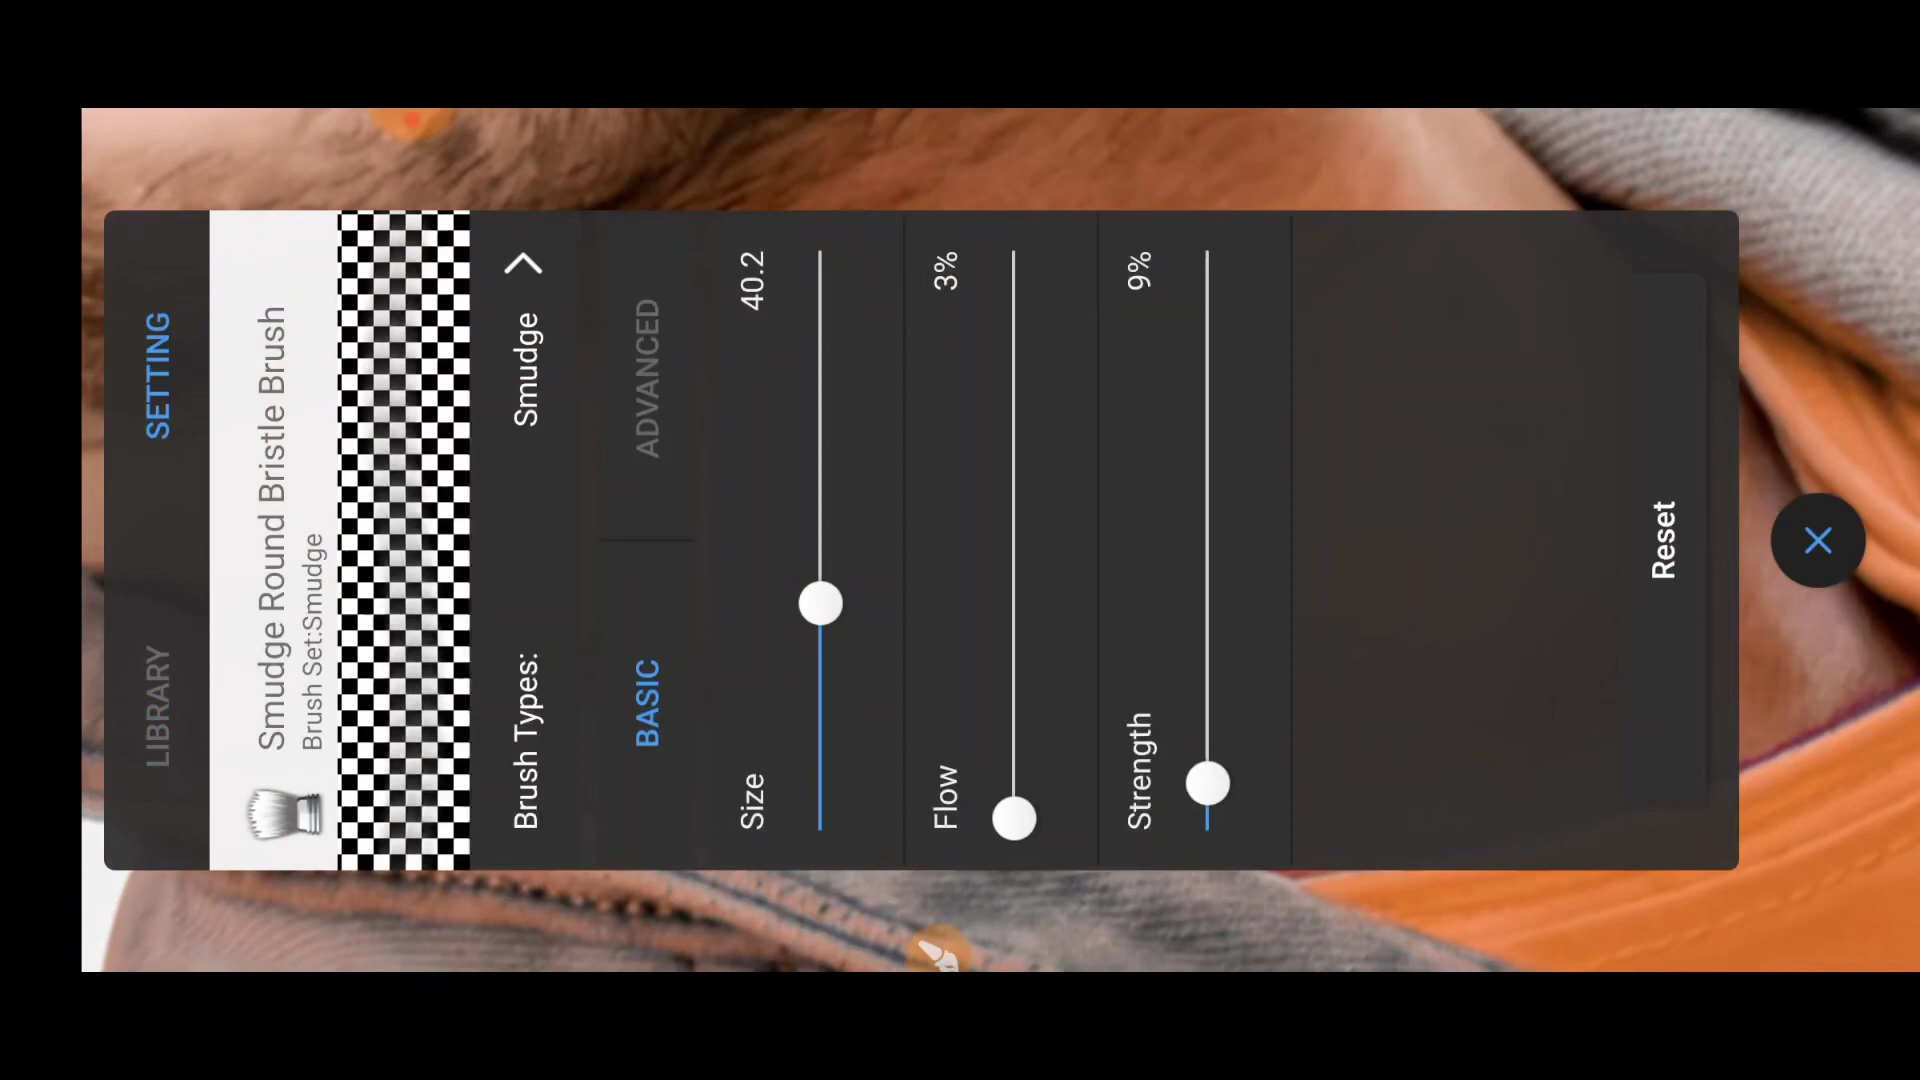 LIBRARY SETTING
Smudge Round Bristle Brush
Brush Set:Smudge
Brush Types: Smudge
BASIC ADVANCED
Size 40.2
Flow 3%
Strength 9%
Reset